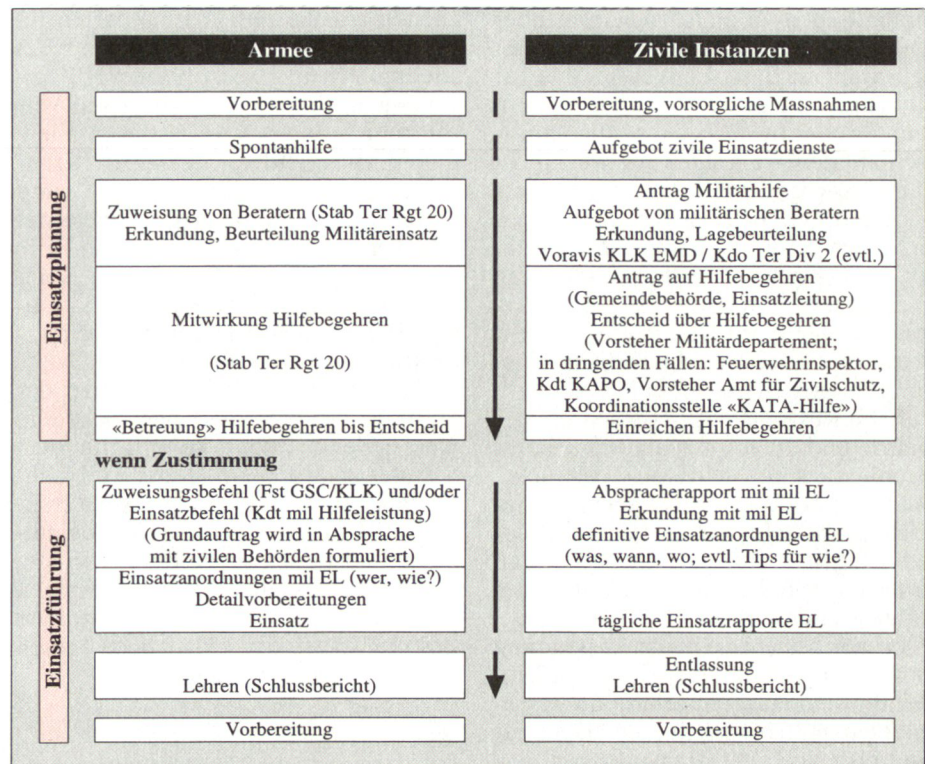 Armee
Zivile Instanzen
Einsatzplanung
Vorbereitung
Vorbereitung, vorsorgliche Massnahmen
Spontanhilfe
Aufgebot zivile Einsatzdienste
Zuweisung von Beratern (Stab Ter Rgt 20)
Erkundung, Beurteilung Militäreinsatz
Antrag Militärhilfe
Aufgebot von militärischen Beratern
Erkundung, Lagebeurteilung
Voravis KLK EMD / Kdo Ter Div 2 (evtl.)
Mitwirkung Hilfebegehren
(Stab Ter Rgt 20)
Antrag auf Hilfebegehren
(Gemeindebehörde, Einsatzleitung)
Entscheid über Hilfebegehren
(Vorsteher Militärdepartement;
in dringenden Fällen: Feuerwehrinspektor,
Kdt KAPO, Vorsteher Amt für Zivilschutz,
Koordinationsstelle «KATA-Hilfe»)
«Betreuung» Hilfebegehren bis Entscheid
Einreichen Hilfebegehren
wenn Zustimmung
Einsatzführung
Zuweisungsbefehl (Fst GSC/KLK) und/oder
Einsatzbefehl (Kdt mil Hilfeleistung)
(Grundauftrag wird in Absprache
mit zivilen Behörden formuliert)
Abspracherapport mit mil EL
Erkundung mit mil EL
definitive Einsatzanordnungen EL
(was, wann, wo; evtl. Tips für wie?)
Einsatzanordnungen mil EL (wer, wie?)
Detailvorbereitungen
Einsatz
tägliche Einsatzrapporte EL
Lehren (Schlussbericht)
Entlassung
Lehren (Schlussbericht)
Vorbereitung
Vorbereitung